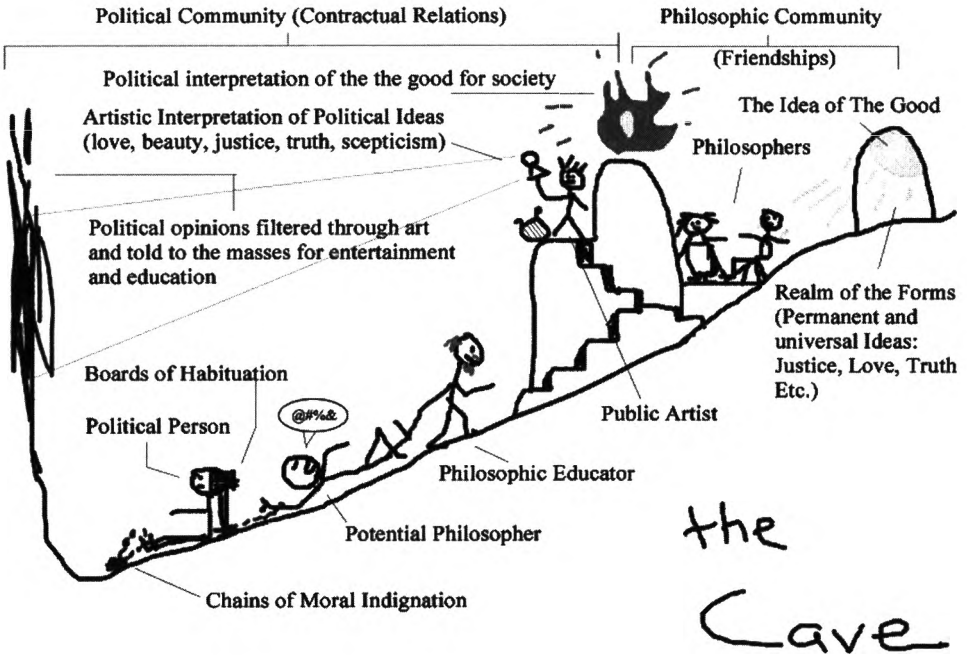 Political Community (Contractual Relations)
Philosophic Community
(Friendships)
Political interpretation of the the good for society
The Idea of The Good
Artistic Interpretation of Political Ideas
(love, beauty, justice, truth, scepticism)
Philosophers
Political opinions filtered through art
and told to the masses for entertainment
and education
Realm of the Forms
(Permanent and
universal Ideas:
Justice, Love, Truth
Etc.)
Boards of Habituation
@#%&
Public Artist
Political Person
Philosophic Educator
Potential Philosopher
Chains of Moral Indignation
the
Cave